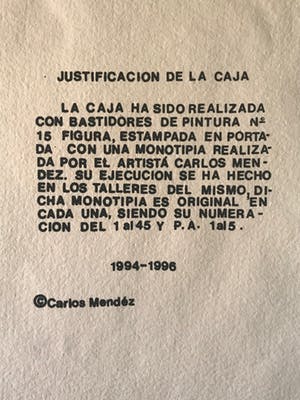 JUSTIFICACION DE LA CAJA
LA CAJA HA SIDO REALIZADA
CON BASTIDORES DE PINTURA Nº
15 FIGURA, ESTAMPADA EN PORTA-
DA CON UNA MONOTIPIA REALIZA-
DA POR EL ARTISTÁ CARLOS MEN-
DEZ. SU EJECUCION SE HA HECHO
EN LOS TALLERES DEL MISMO, DI-
CHA MONOTIPIA ES ORIGINAL EN
CADA UNA, SIENDO SU NUMERA-
CION DEL 1 al 45 Y P.A. 1al5.
1994-1996
©Carlos Mendéz